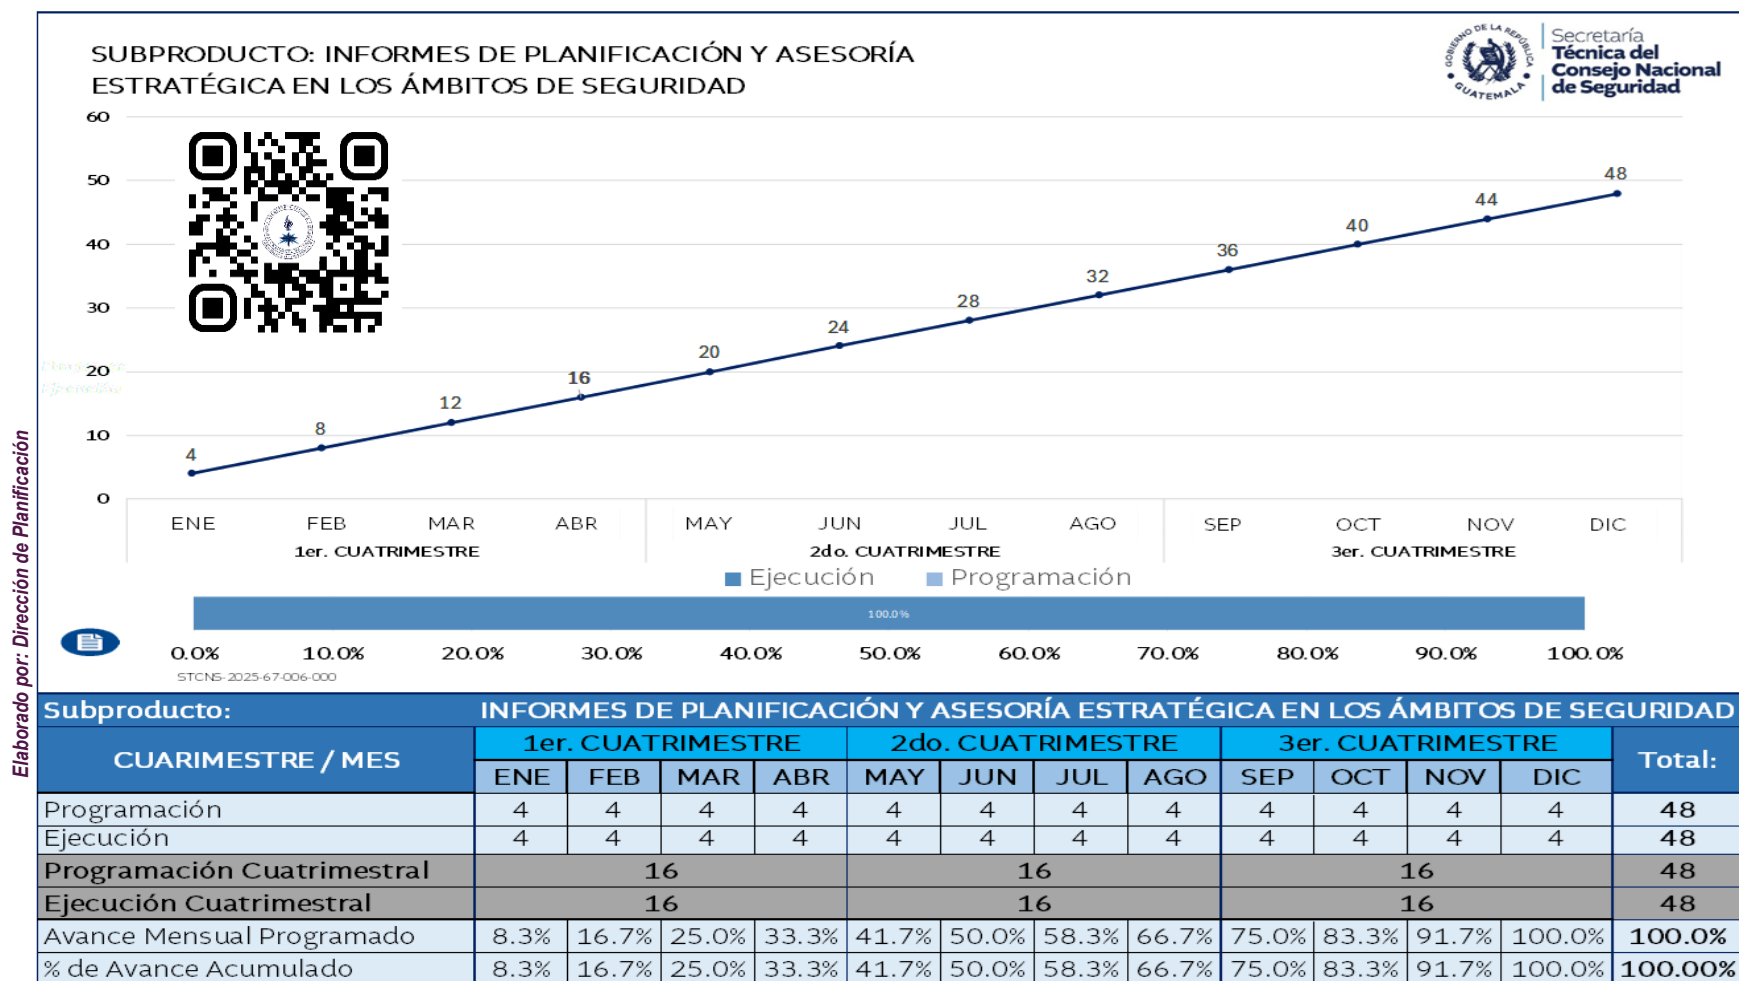 SUBPRODUCTO: INFORMES DE PLANIFICACIÓN Y ASESORÍA
ESTRATÉGICA EN LOS ÁMBITOS DE SEGURIDAD
GOBIERNO DE LA REPÚBLICA
GUATEMALA
Secretaría
Técnica del
Consejo Nacional
de Seguridad
60
50
40
30
20
10
0
4
8
12
16
20
24
28
32
36
40
44
48
ENE FEB MAR ABR MAY JUN JUL AGO SEP OCT NOV DIC
1er. CUATRIMESTRE 2do. CUATRIMESTRE 3er. CUATRIMESTRE
Ejecución Programación
100.0%
0.0% 10.0% 20.0% 30.0% 40.0% 50.0% 60.0% 70.0% 80.0% 90.0% 100.0%
STCNS-2025-67-006-000
Elaborado por: Dirección de Planificación
Subproducto: INFORMES DE PLANIFICACIÓN Y ASESORÍA ESTRATÉGICA EN LOS ÁMBITOS DE SEGURIDAD
CUARIMESTRE / MES 1er. CUATRIMESTRE 2do. CUATRIMESTRE 3er. CUATRIMESTRE Total:
ENE FEB MAR ABR MAY JUN JUL AGO SEP OCT NOV DIC
Programación 4 4 4 4 4 4 4 4 4 4 4 4 48
Ejecución 4 4 4 4 4 4 4 4 4 4 4 4 48
Programación Cuatrimestral 16 16 16 48
Ejecución Cuatrimestral 16 16 16 48
Avance Mensual Programado 8.3% 16.7% 25.0% 33.3% 41.7% 50.0% 58.3% 66.7% 75.0% 83.3% 91.7% 100.0% 100.0%
% de Avance Acumulado 8.3% 16.7% 25.0% 33.3% 41.7% 50.0% 58.3% 66.7% 75.0% 83.3% 91.7% 100.0% 100.00%